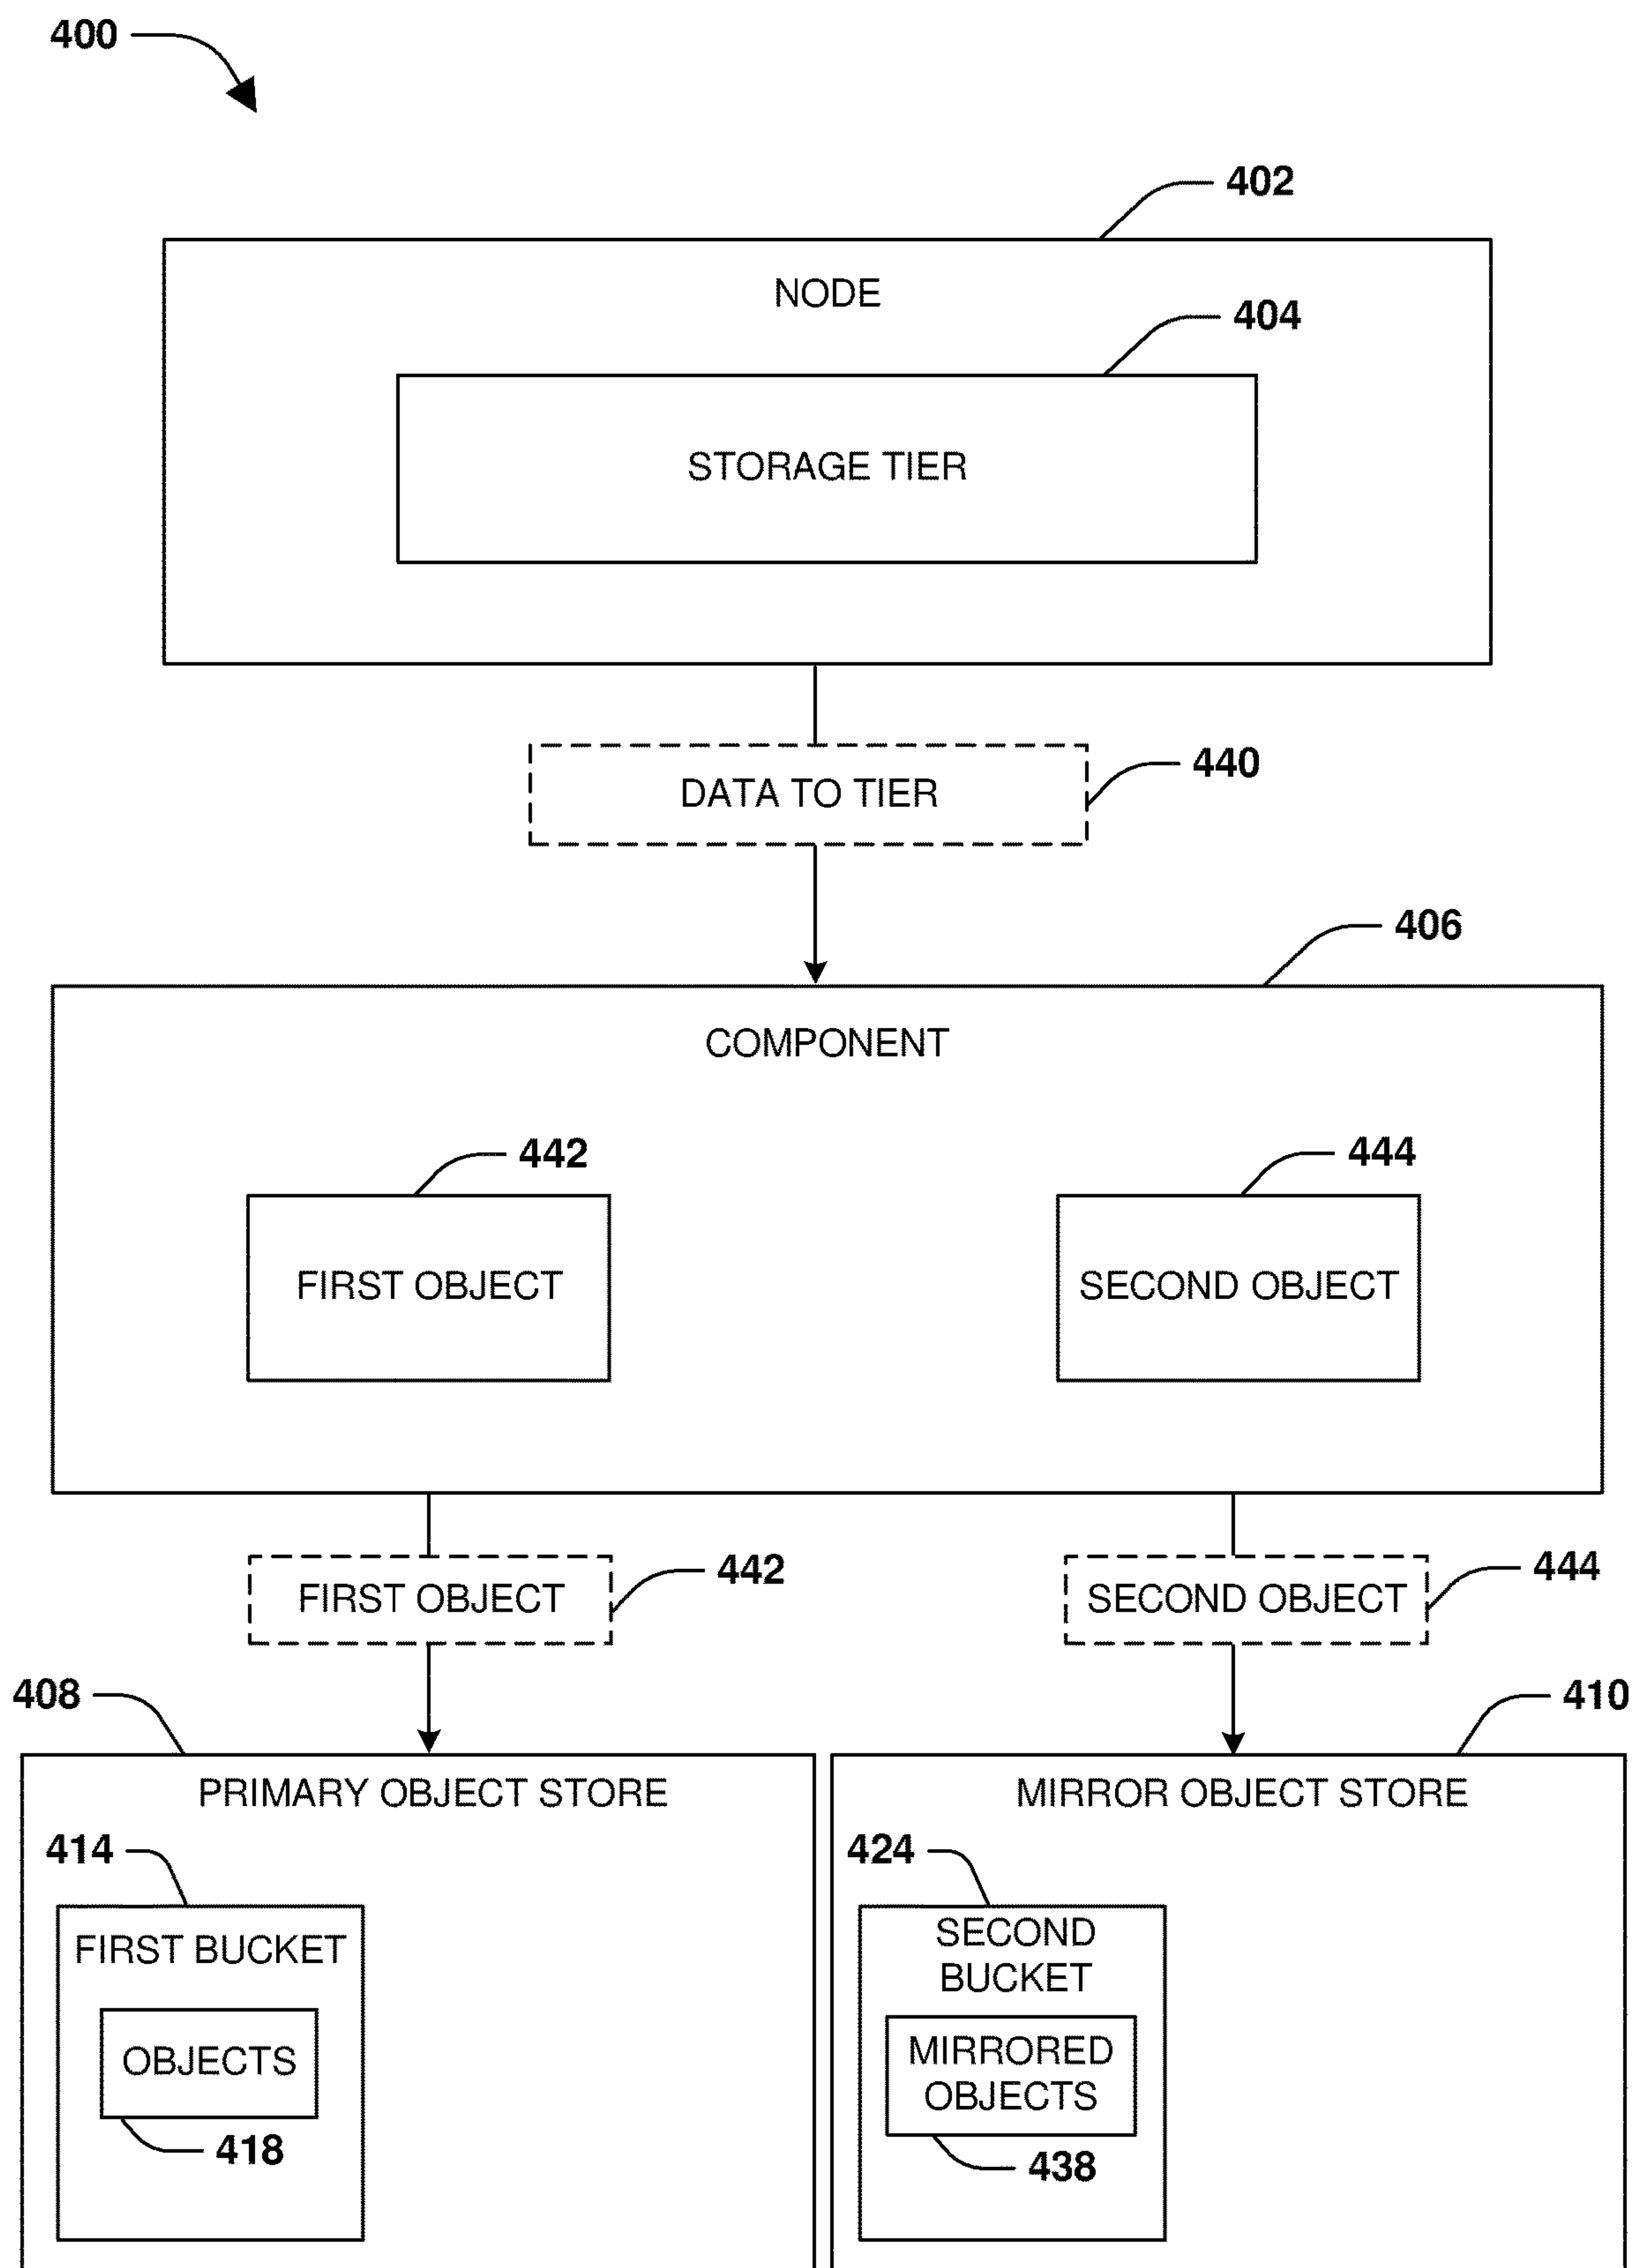 400
402
NODE
404
STORAGE TIER
DATA TO TIER
440
406
COMPONENT
442
444
FIRST OBJECT
SECOND OBJECT
FIRST OBJECT
442
SECOND OBJECT
444
408
410
PRIMARY OBJECT STORE
MIRROR OBJECT STORE
414
424
FIRST BUCKET
SECOND
BUCKET
OBJECTS
MIRRORED
OBJECTS
418
438